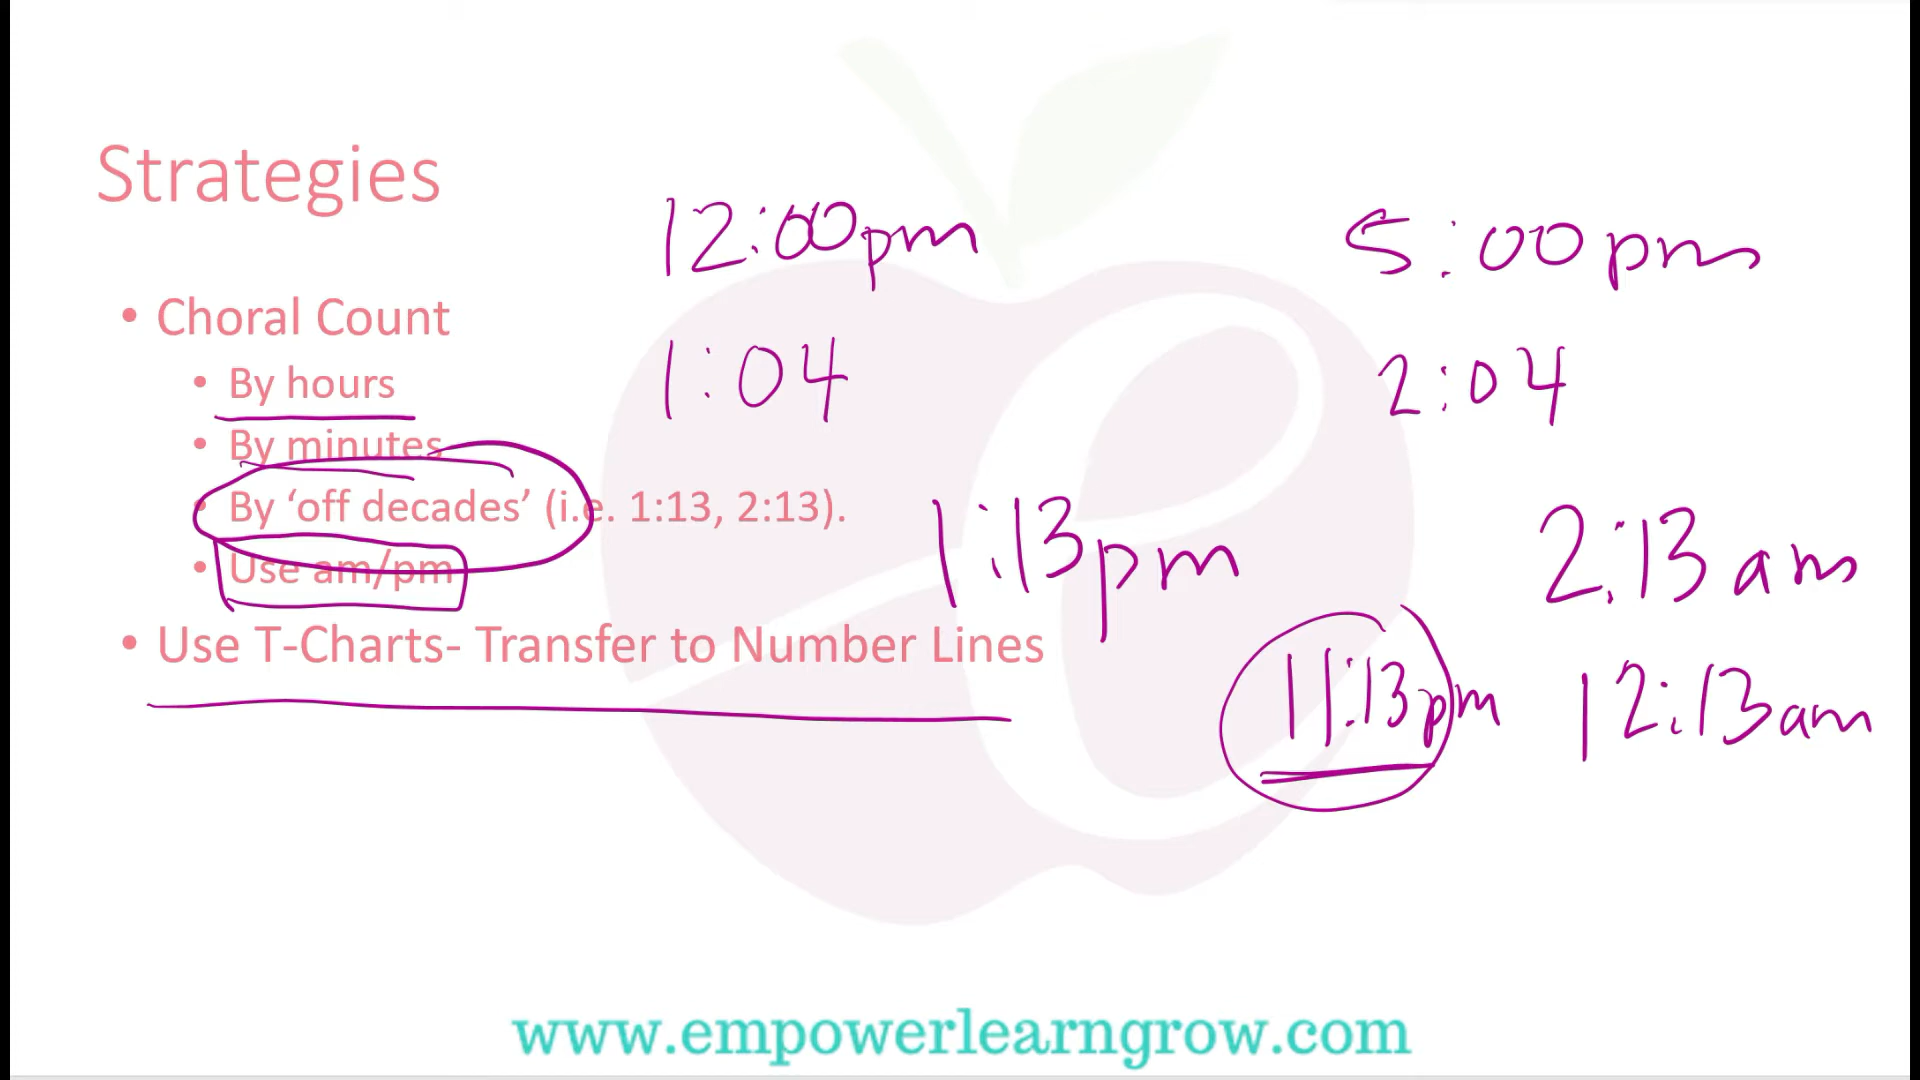 Strategies
12:00pm 5:00pm
• Choral Count
1:04 2:04
• By hours
• By minutes
• By ‘off decades’ (i.e. 1:13, 2:13).
1:13pm 2:13am
• Use am/pm
• Use T-Charts- Transfer to Number Lines
11:13pm 12:13am
www.empowerlearngrow.com